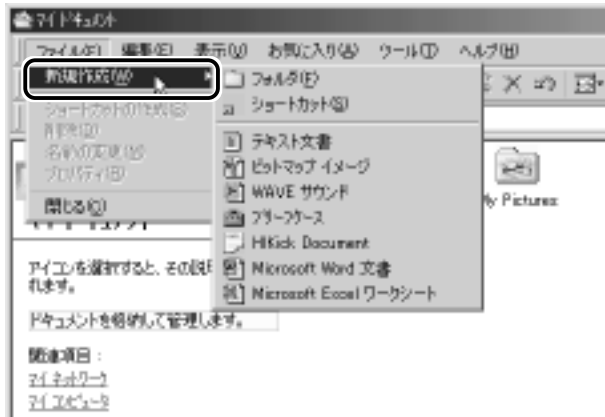 マイ ドキュメント
ファイル(F) 編集(E) 表示(V) お気に入り(A) ツール(T) ヘルプ(H)
新規作成(W)
ショートカットの作成(S)
削除(D)
名前の変更(M)
プロパティ(R)
閉じる(C)
フォルダ(F)
ショートカット(S)
テキスト文書
ビットマップ イメージ
WAVE サウンド
ブリーフケース
HIKick Document
Microsoft Word 文書
Microsoft Excel ワークシート
My Pictures
アイコンを選択すると、その説
れます。
ドキュメントを格納して管理します。
関連項目 :
マイ ネットワーク
マイ コンピュータ